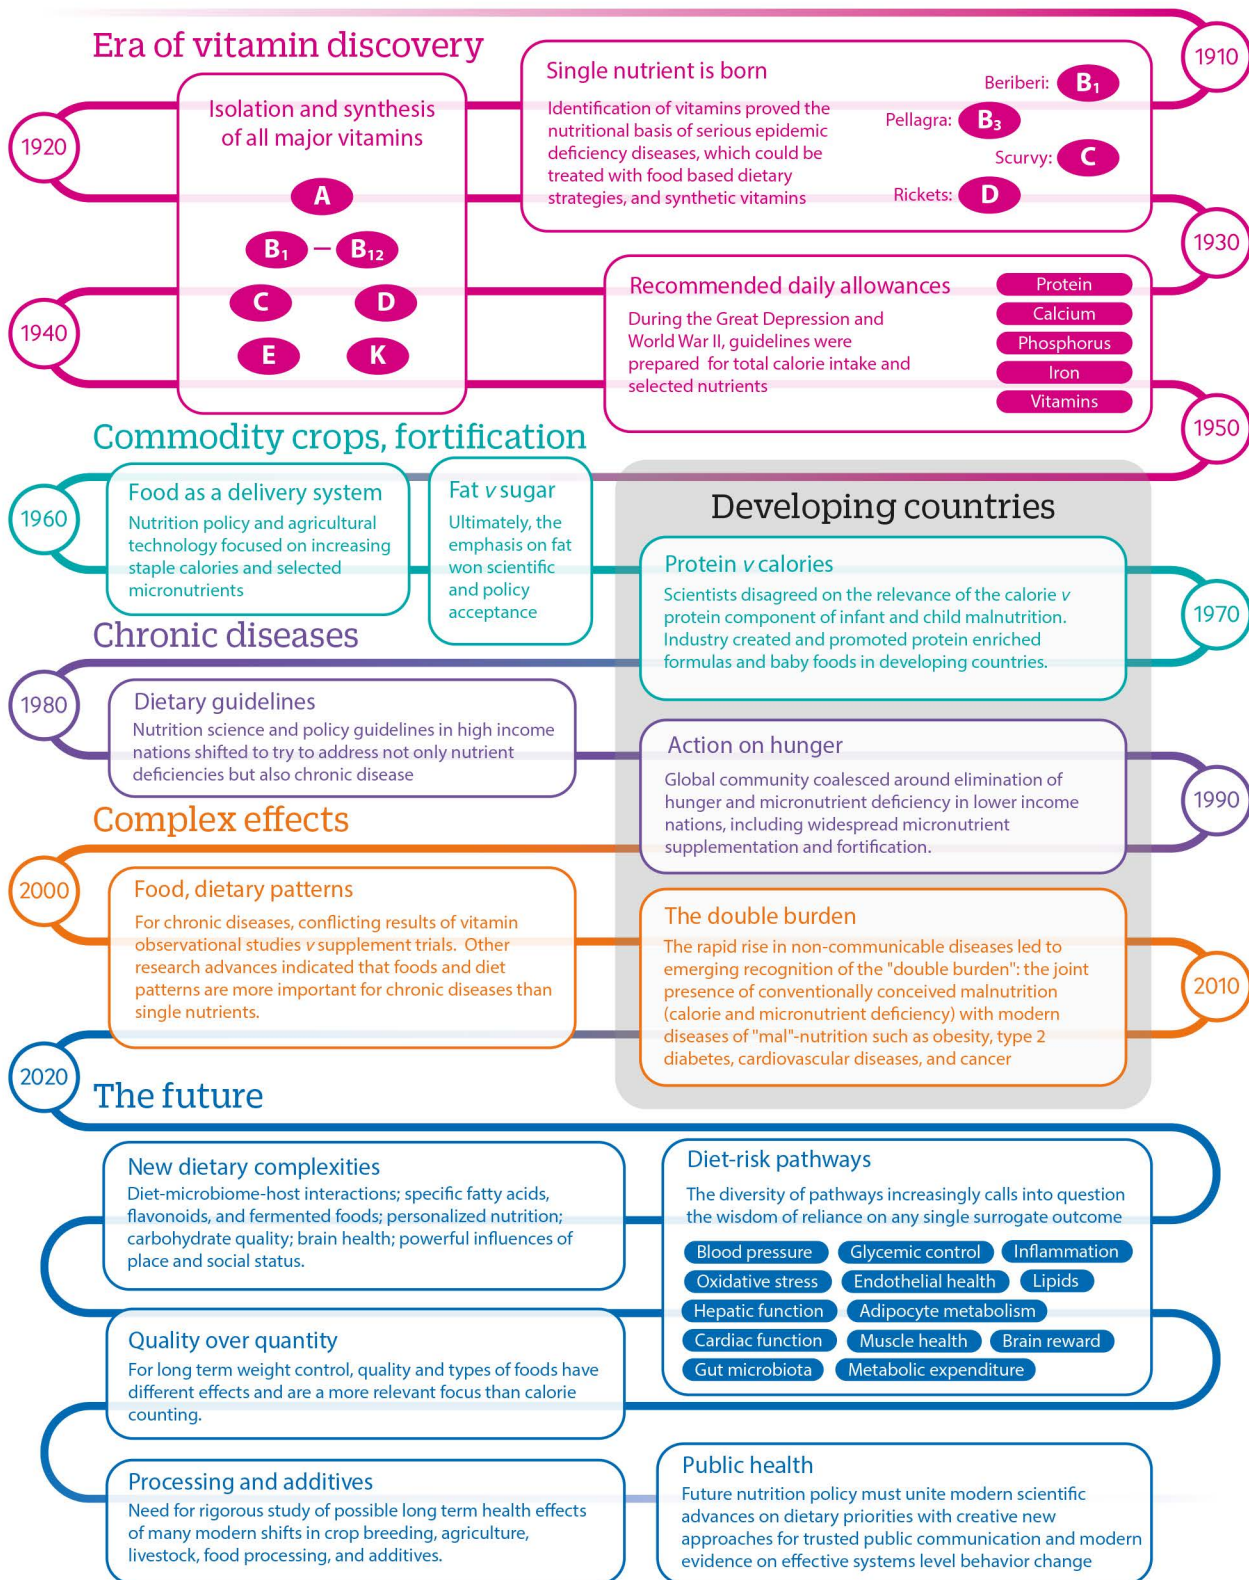 Era of vitamin discovery
1910
Single nutrient is born
Identification of vitamins proved the
nutritional basis of serious epidemic
deficiency diseases, which could be
treated with food based dietary
strategies, and synthetic vitamins
Beriberi: B1
Pellagra: B3
Scurvy: C
Rickets: D
1920
Isolation and synthesis
of all major vitamins
A
B1 – B12
C D
E K
1930
Recommended daily allowances
During the Great Depression and
World War II, guidelines were
prepared for total calorie intake and
selected nutrients
Protein
Calcium
Phosphorus
Iron
Vitamins
1940
1950
Commodity crops, fortification
1960
Food as a delivery system
Nutrition policy and agricultural
technology focused on increasing
staple calories and selected
micronutrients
Fat v sugar
Ultimately, the
emphasis on fat
won scientific
and policy
acceptance
Developing countries
Protein v calories
Scientists disagreed on the relevance of the calorie v
protein component of infant and child malnutrition.
Industry created and promoted protein enriched
formulas and baby foods in developing countries.
1970
Chronic diseases
1980
Dietary guidelines
Nutrition science and policy guidelines in high income
nations shifted to try to address not only nutrient
deficiencies but also chronic disease
Action on hunger
Global community coalesced around elimination of
hunger and micronutrient deficiency in lower income
nations, including widespread micronutrient
supplementation and fortification.
1990
Complex effects
2000
Food, dietary patterns
For chronic diseases, conflicting results of vitamin
observational studies v supplement trials. Other
research advances indicated that foods and diet
patterns are more important for chronic diseases than
single nutrients.
The double burden
The rapid rise in non-communicable diseases led to
emerging recognition of the "double burden": the joint
presence of conventionally conceived malnutrition
(calorie and micronutrient deficiency) with modern
diseases of "mal"-nutrition such as obesity, type 2
diabetes, cardiovascular diseases, and cancer
2010
2020
The future
New dietary complexities
Diet-microbiome-host interactions; specific fatty acids,
flavonoids, and fermented foods; personalized nutrition;
carbohydrate quality; brain health; powerful influences of
place and social status.
Diet-risk pathways
The diversity of pathways increasingly calls into question
the wisdom of reliance on any single surrogate outcome
Blood pressure Glycemic control Inflammation
Oxidative stress Endothelial health Lipids
Hepatic function Adipocyte metabolism
Cardiac function Muscle health Brain reward
Gut microbiota Metabolic expenditure
Quality over quantity
For long term weight control, quality and types of foods have
different effects and are a more relevant focus than calorie
counting.
Processing and additives
Need for rigorous study of possible long term health effects
of many modern shifts in crop breeding, agriculture,
livestock, food processing, and additives.
Public health
Future nutrition policy must unite modern scientific
advances on dietary priorities with creative new
approaches for trusted public communication and modern
evidence on effective systems level behavior change